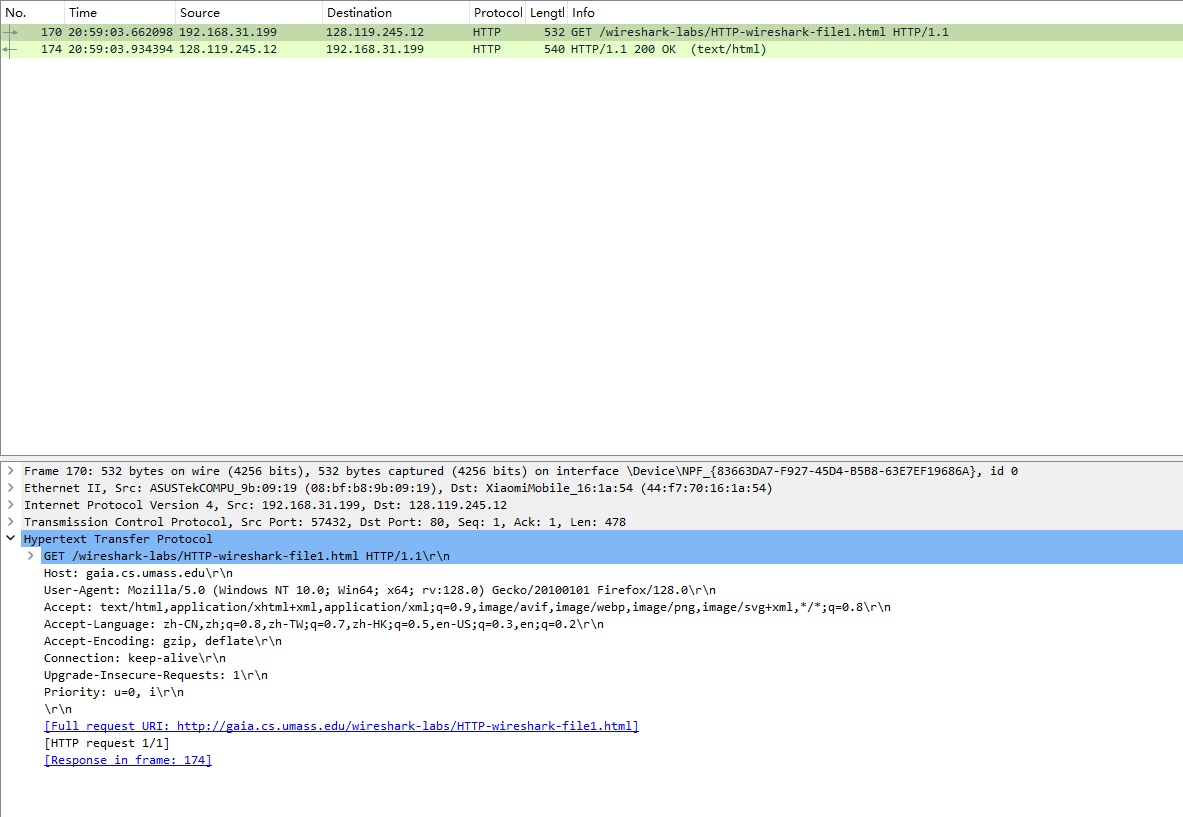 No. Time Source Destination Protocol Lengtl Info
170 20:59:03.662098 192.168.31.199 128.119.245.12 HTTP 532 GET /wireshark-labs/HTTP-wireshark-file1.html HTTP/1.1
174 20:59:03.934394 128.119.245.12 192.168.31.199 HTTP 540 HTTP/1.1 200 OK (text/html)
Frame 170: 532 bytes on wire (4256 bits), 532 bytes captured (4256 bits) on interface \Device\NPF_{83663DA7-F927-45D4-B5B8-63E7EF19686A}, id 0
Ethernet II, Src: ASUSTekCOMPU_9b:09:19 (08:bf:b8:9b:09:19), Dst: XiaomiMobile_16:1a:54 (44:f7:70:16:1a:54)
Internet Protocol Version 4, Src: 192.168.31.199, Dst: 128.119.245.12
Transmission Control Protocol, Src Port: 57432, Dst Port: 80, Seq: 1, Ack: 1, Len: 478
Hypertext Transfer Protocol
GET /wireshark-labs/HTTP-wireshark-file1.html HTTP/1.1\r\n
Host: gaia.cs.umass.edu\r\n
User-Agent: Mozilla/5.0 (Windows NT 10.0; Win64; x64; rv:128.0) Gecko/20100101 Firefox/128.0\r\n
Accept: text/html,application/xhtml+xml,application/xml;q=0.9,image/avif,image/webp,image/png,image/svg+xml,*/*;q=0.8\r\n
Accept-Language: zh-CN,zh;q=0.8,zh-TW;q=0.7,zh-HK;q=0.5,en-US;q=0.3,en;q=0.2\r\n
Accept-Encoding: gzip, deflate\r\n
Connection: keep-alive\r\n
Upgrade-Insecure-Requests: 1\r\n
Priority: u=0, i\r\n
\r\n
[Full request URI: http://gaia.cs.umass.edu/wireshark-labs/HTTP-wireshark-file1.html]
[HTTP request 1/1]
[Response in frame: 174]